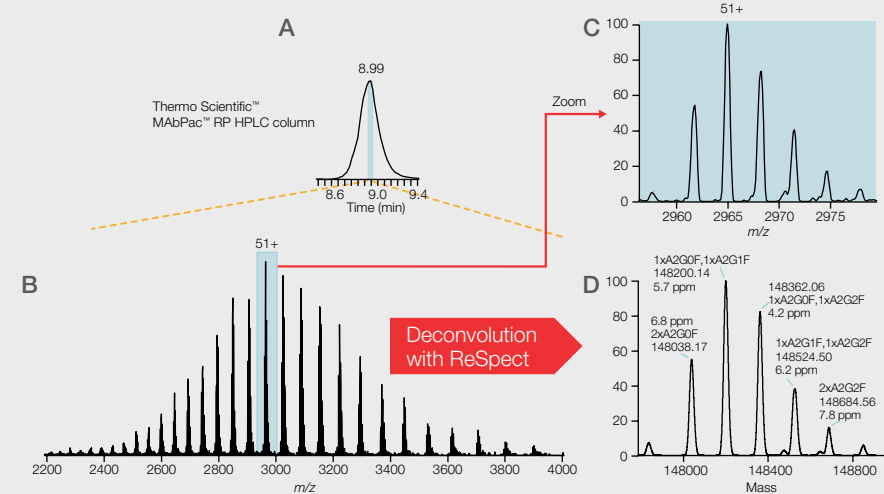 A
8.99
Thermo Scientific™
MAbPac™ RP HPLC column
8.6 9.0 9.4
Time (min)
Zoom
C
51+
100
80
60
40
20
0
2960 2965 2970 2975
m/z
B
51+
2200 2400 2600 2800 3000 3200 3400 3600 3800 4000
m/z
Deconvolution
with ReSpect
D
100
80
60
40
20
0
1xA2G0F,1xA2G1F
148200.14
5.7 ppm
148362.06
1xA2G0F,1xA2G2F
4.2 ppm
6.8 ppm
2xA2G0F
148038.17
1xA2G1F,1xA2G2F
148524.50
6.2 ppm
2xA2G2F
148684.56
7.8 ppm
148000 148400 148800
Mass